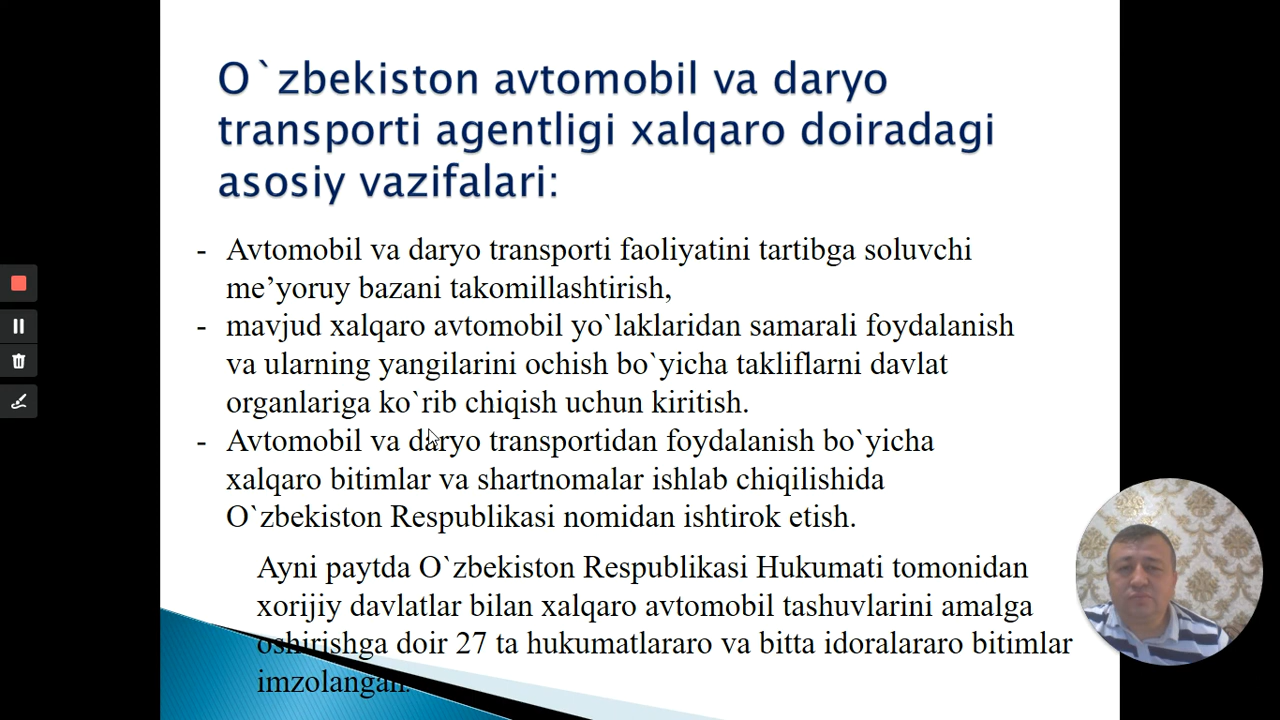 O`zbekiston avtomobil va daryo
transporti agentligi xalqaro doiradagi
asosiy vazifalari:
- Avtomobil va daryo transporti faoliyatini tartibga soluvchi
me’yoruy bazani takomillashtirish,
- mavjud xalqaro avtomobil yo`laklaridan samarali foydalanish
va ularning yangilarini ochish bo`yicha takliflarni davlat
organlariga ko`rib chiqish uchun kiritish.
- Avtomobil va daryo transportidan foydalanish bo`yicha
xalqaro bitimlar va shartnomalar ishlab chiqilishida
O`zbekiston Respublikasi nomidan ishtirok etish.
Ayni paytda O`zbekiston Respublikasi Hukumati tomonidan
xorijiy davlatlar bilan xalqaro avtomobil tashuvlarini amalga
oshirishga doir 27 ta hukumatlararo va bitta idoralararo bitimlar
imzolangan.